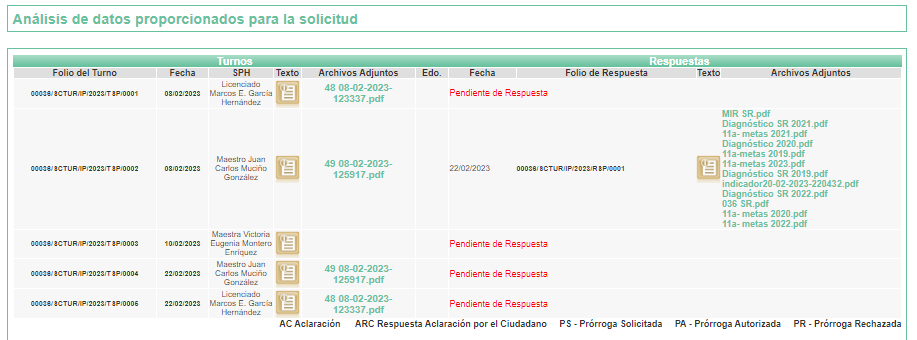 Análisis de datos proporcionados para la solicitud
Turnos Respuestas
Folio del Turno Fecha SPH Texto Archivos Adjuntos Edo. Fecha Folio de Respuesta Texto Archivos Adjuntos
00036/SCTUR/IP/2023/TSP/0001 08/02/2023 Licenciado Marcos E. García Hernández 48 08-02-2023-123337.pdf Pendiente de Respuesta
00036/SCTUR/IP/2023/TSP/0002 08/02/2023 Maestro Juan Carlos Muciño González 49 08-02-2023-125917.pdf 22/02/2023 00036/SCTUR/IP/2023/RSP/0001
MIR SR.pdf
Diagnóstico SR 2021.pdf
11a- metas 2021.pdf
Diagnóstico 2020.pdf
11a-metas 2019.pdf
11a-metas 2023.pdf
Diagnóstico SR 2019.pdf
indicador20-02-2023-220432.pdf
Diagnóstico SR 2022.pdf
036 SR.pdf
11a- metas 2020.pdf
11a- metas 2022.pdf
00036/SCTUR/IP/2023/TSP/0003 10/02/2023 Maestra Victoria Eugenia Montero Enríquez Pendiente de Respuesta
00036/SCTUR/IP/2023/TSP/0004 22/02/2023 Maestro Juan Carlos Muciño González 49 08-02-2023-125917.pdf Pendiente de Respuesta
00036/SCTUR/IP/2023/TSP/0005 22/02/2023 Licenciado Marcos E. García Hernández 48 08-02-2023-123337.pdf Pendiente de Respuesta
AC Aclaración ARC Respuesta Aclaración por el Ciudadano PS - Prórroga Solicitada PA - Prórroga Autorizada PR - Prórroga Rechazada